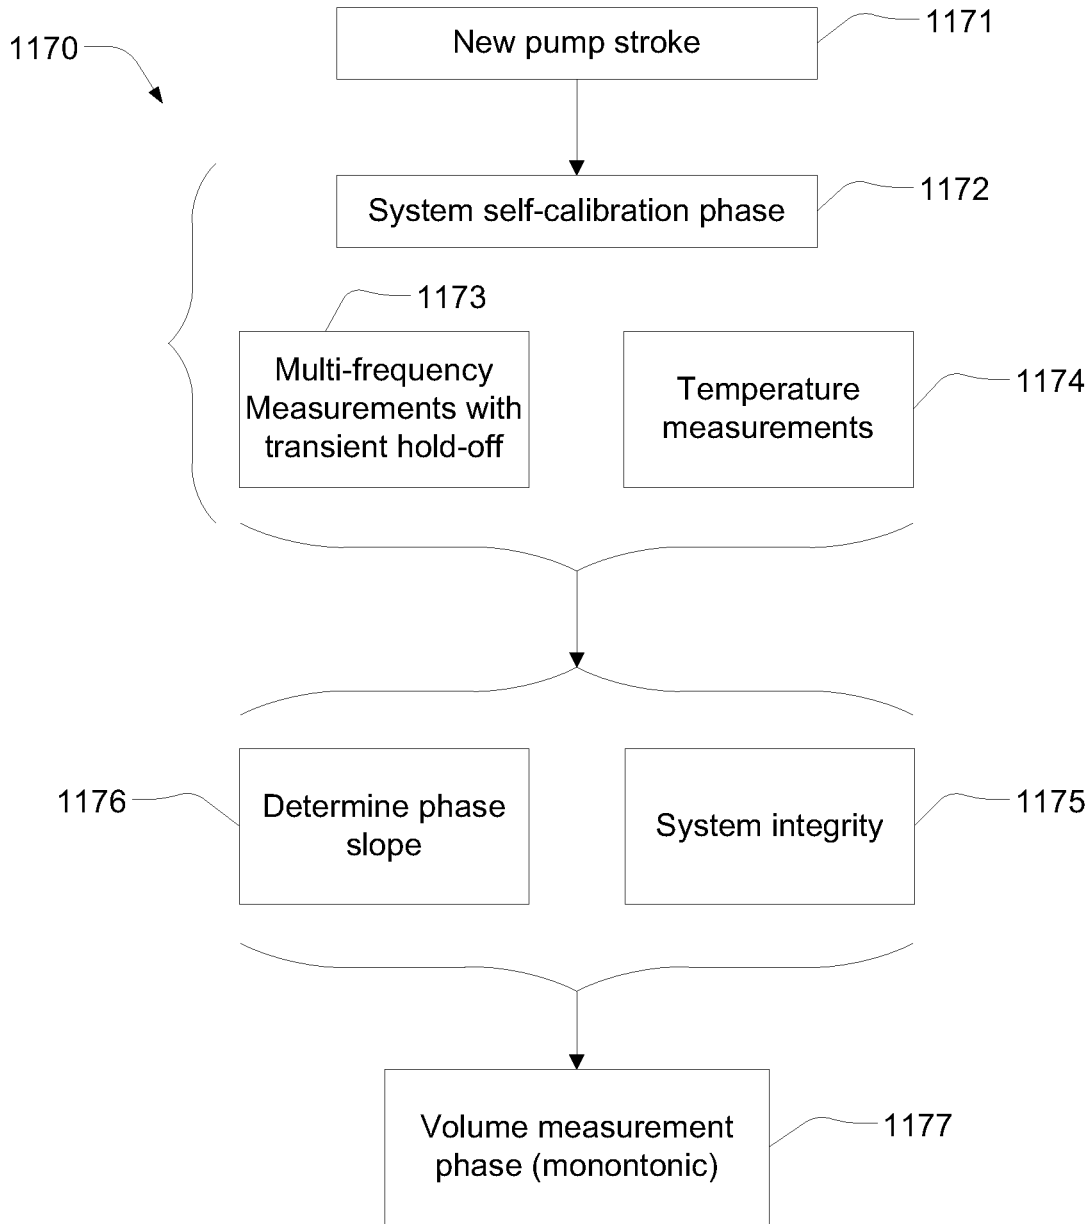 1170
New pump stroke
1171
System self-calibration phase
1172
1173
Multi-frequency
Measurements with
transient hold-off
Temperature
measurements
1174
1176
Determine phase
slope
System integrity
1175
Volume measurement
phase (monontonic)
1177